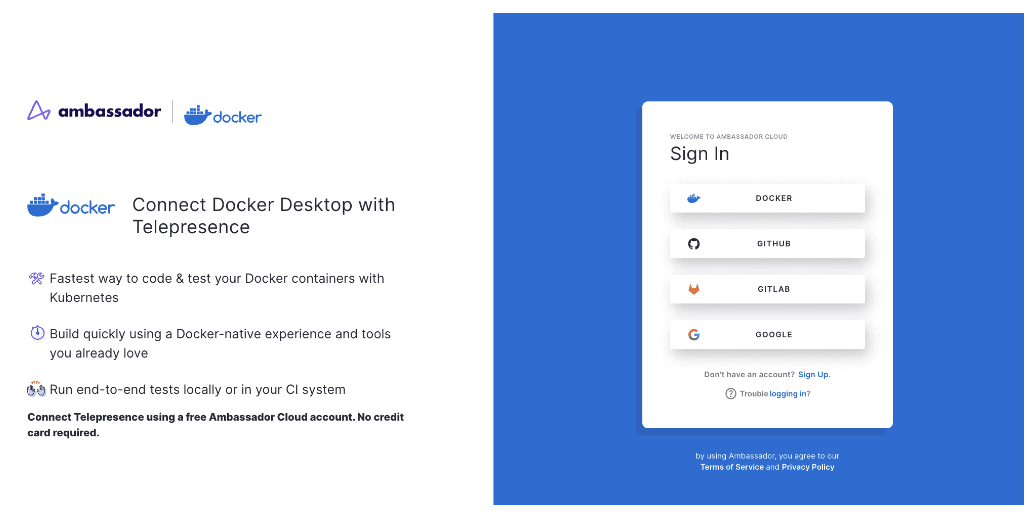 ambassador
docker
docker
Connect Docker Desktop with
Telepresence
Fastest way to code & test your Docker containers with
Kubernetes
Build quickly using a Docker-native experience and tools
you already love
Run end-to-end tests locally or in your CI system
Connect Telepresence using a free Ambassador Cloud account. No credit
card required.
WELCOME TO AMBASSADOR CLOUD
Sign In
DOCKER
GITHUB
GITLAB
GOOGLE
Don't have an account? Sign Up.
? Trouble logging in?
by using Ambassador, you agree to our
Terms of Service and Privacy Policy